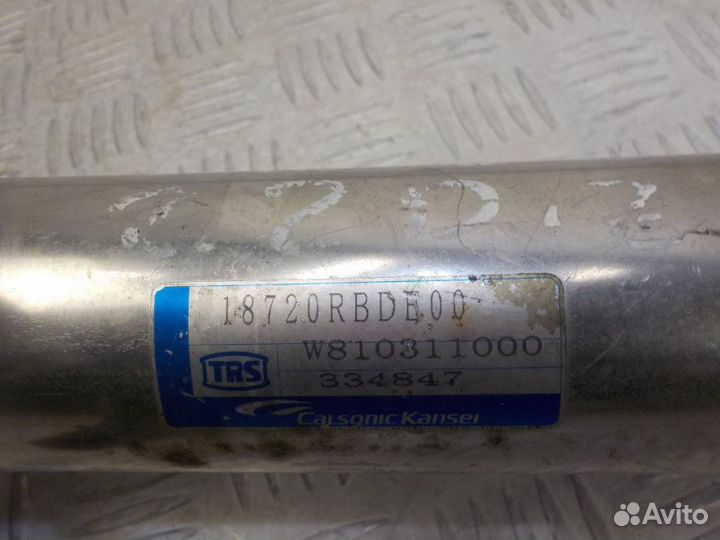 18720RBDE00
W810311000
TRS
334847
Calsonic Kansei
Avito